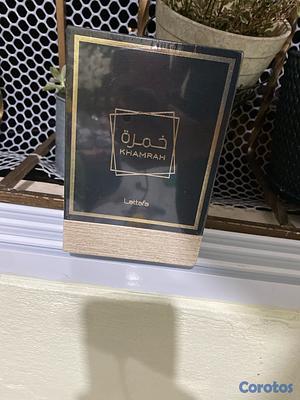 خمرة
KHAMRAH
Lattafa
Corotos